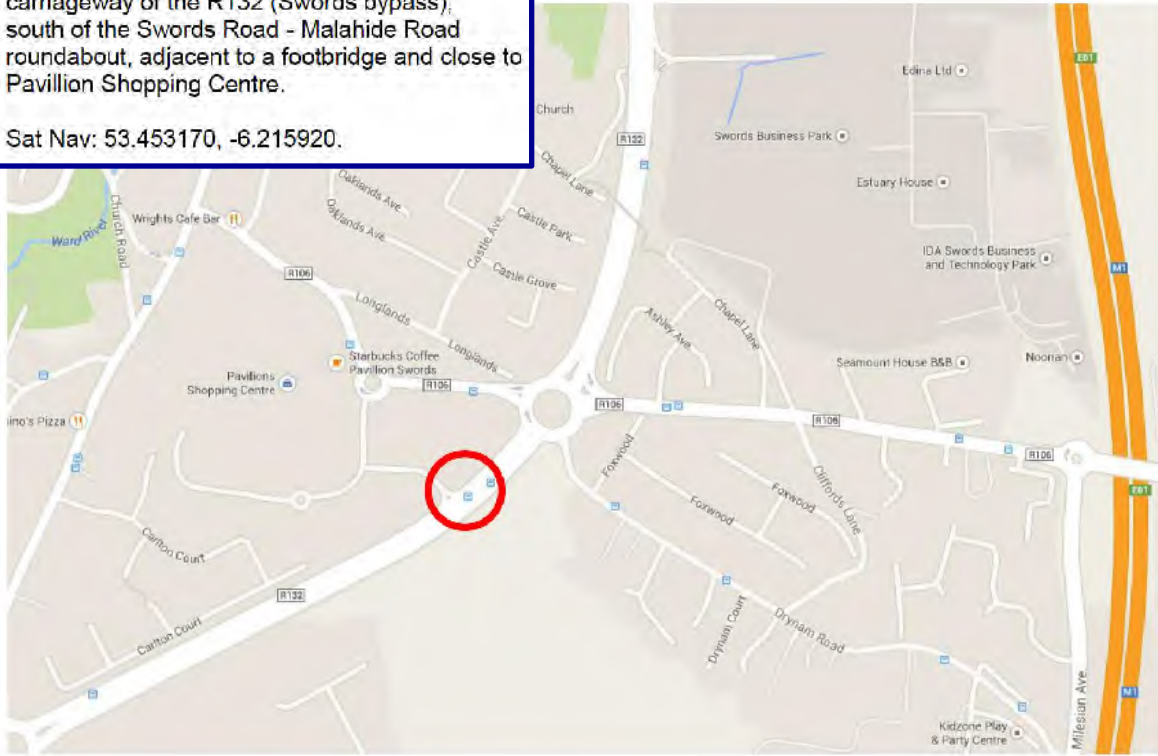 carriageway of the R132 (Swords bypass),
south of the Swords Road - Malahide Road
roundabout, adjacent to a footbridge and close to
Pavillion Shopping Centre.
Sat Nav: 53.453170, -6.215920.
Church
R132
Edina Ltd
E01
Swords Business Park
Chapel Lane
Estuary House
Oaklands Ave
Oaklands Ave
Castle Ave
Castle Park
Church Road
Wrights Cafe Bar
Ward River
IDA Swords Business
and Technology Park
M1
R106
Castle Grove
Longlands
Longlands
Ashley Ave
Chapel Lane
Starbucks Coffee
Pavillion Swords
Seamount House B&B
Noonan
Pavilions
Shopping Centre
R106
R106
R106
R106
ino's Pizza
Foxwood
Foxwood
Foxwood
Cliffords Lane
E01
Carlton Court
R132
Carlton Court
Drynam Court
Drynam Road
Milesian Ave
M1
Kidzone Play
& Party Centre